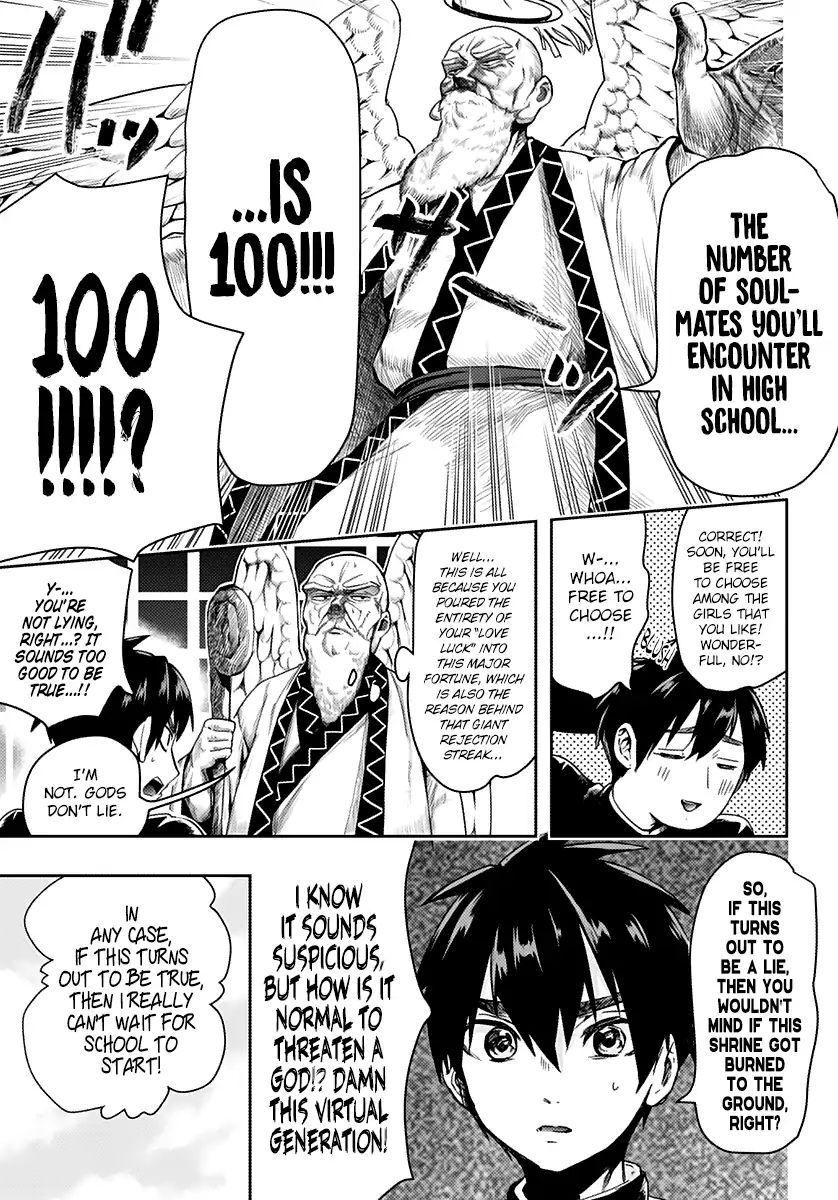 THE
NUMBER
OF SOUL-
MATES YOU'LL
ENCOUNTER
IN HIGH
SCHOOL...
...IS
100!!!
100
!!!!!?
CORRECT!
SOON, YOU'LL
BE FREE
TO CHOOSE
AMONG THE
GIRLS THAT
YOU LIKE!
WONDER-
FUL, NO!?
W-...
WHOA...
FREE TO
CHOOSE
...!!
BLUSH
WELL...
THIS IS ALL
BECAUSE YOU
POURED THE
ENTIRETY OF
YOUR "LOVE
LUCK" INTO
THIS MAJOR
FORTUNE, WHICH
IS ALSO THE
REASON BEHIND
THAT GIANT
REJECTION
STREAK...
Y-...
YOU'RE
NOT LYING,
RIGHT...? IT
SOUNDS TOO
GOOD TO BE
TRUE...!!
I'M
NOT. GODS
DON'T LIE.
SO,
IF THIS
TURNS
OUT TO
BE A LIE,
THEN YOU
WOULDN'T
MIND IF THIS
SHRINE GOT
BURNED
TO THE
GROUND,
RIGHT?
I KNOW
IT SOUNDS
SUSPICIOUS,
BUT HOW IS IT
NORMAL TO
THREATEN A
GOD!? DAMN
THIS VIRTUAL
GENERATION!
IN
ANY CASE,
IF THIS TURNS
OUT TO BE TRUE,
THEN I REALLY
CAN'T WAIT FOR
SCHOOL TO
START!